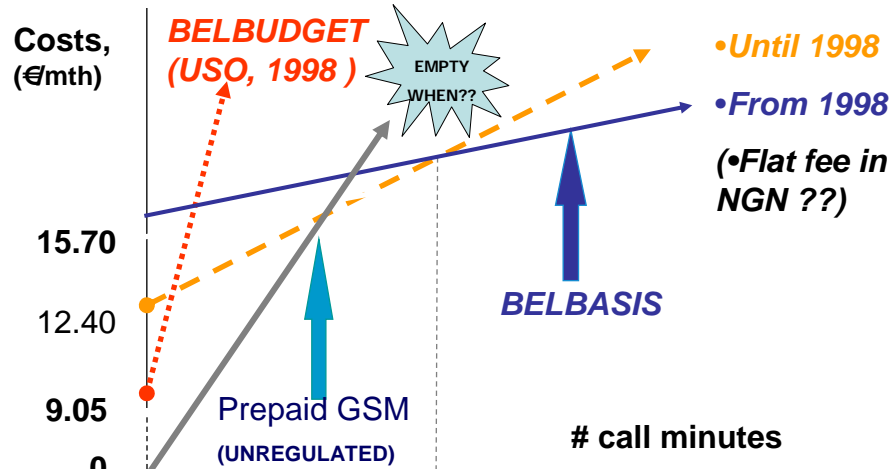 Costs,
(€/mth)
BELBUDGET
(USO, 1998 )
EMPTY
WHEN??
•Until 1998
•From 1998
(•Flat fee in
NGN ??)
15.70
12.40
9.05
0
BELBASIS
Prepaid GSM
(UNREGULATED)
# call minutes